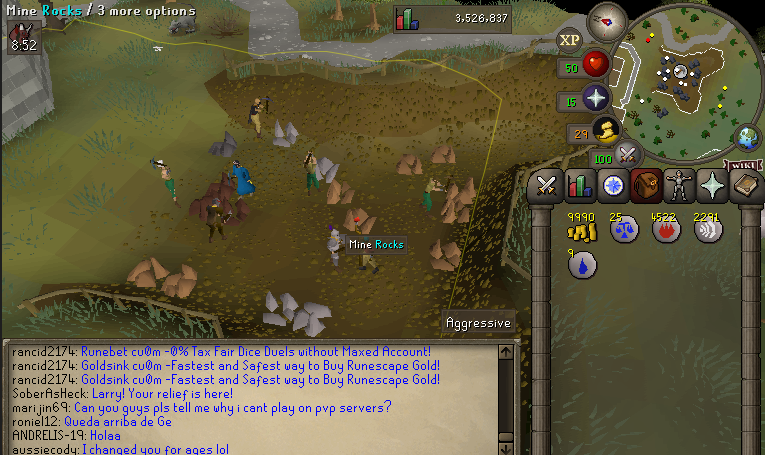 Mine Rocks / 3 more options
3,526,837
8:52
XP
50
15
29
100
WIKI
9990
25
4522
2291
9
Mine Rocks
Aggressive
rancid2174: Runebet cu0m -0% Tax Fair Dice Duels without Maxed Account!
rancid2174: Goldsink cu0m -Fastest and Safest way to Buy Runescape Gold!
rancid2174: Goldsink cu0m -Fastest and Safest way to Buy Runescape Gold!
SoberAsHeck: Larry! Your relief is here!
marijin69: Can you guys pls tell me why i cant play on pvp servers?
roniel12: Queda arriba de Ge
ANDRELIS-19: Holaa
aussiecody: I changed you for ages lol